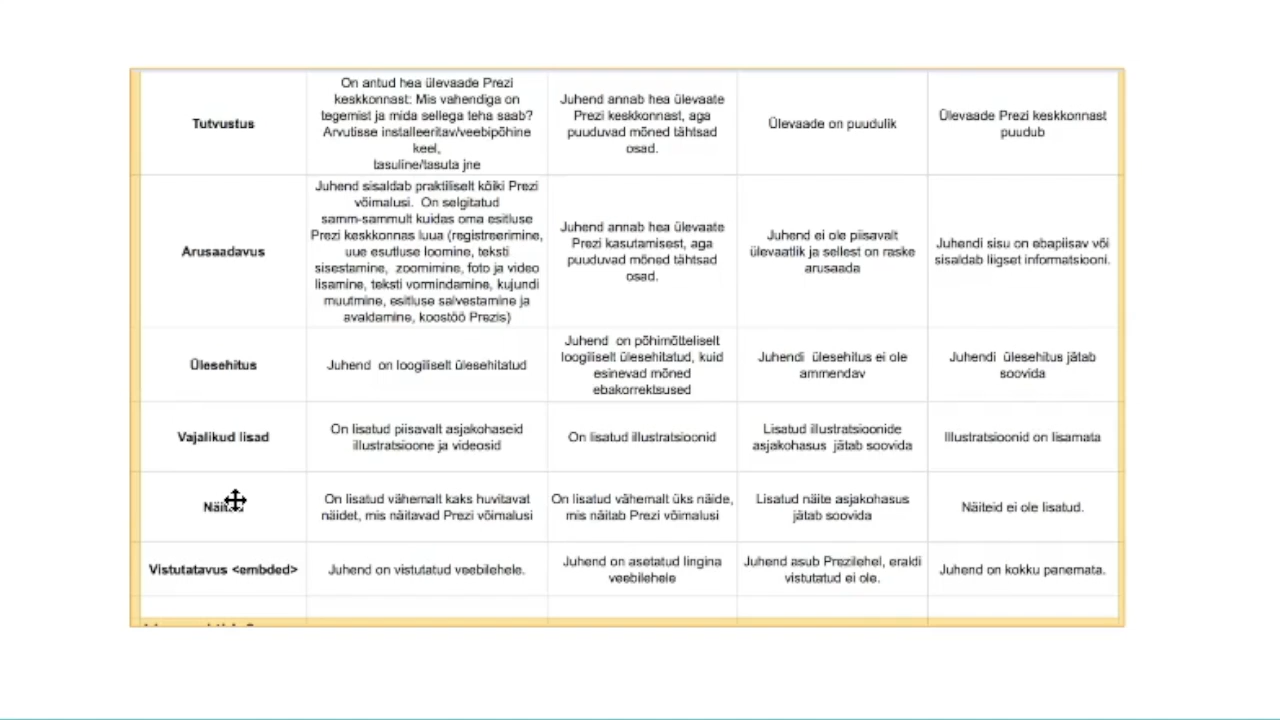 Tutvustus
On antud hea ülevaade Prezi
keskkonnast: Mis vahendiga on
tegemist ja mida sellega teha saab?
Arvutisse installeeritav/veebipõhine
keel,
tasuline/tasuta jne
Juhend annab hea ülevaate
Prezi keskkonnast, aga
puuduvad mõned tähtsad
osad.
Ülevaade on puudulik
Ülevaade Prezi keskkonnast
puudub
Arusaadavus
Juhend sisaldab praktiliselt kõiki Prezi
võimalusi. On selgitatud
samm-sammult kuidas oma esitluse
Prezi keskkonnas luua (registreerimine,
uue esutluse loomine, teksti
sisestamine, zoomimine, foto ja video
lisamine, teksti vormindamine, kujundi
muutmine, esitluse salvestamine ja
avaldamine, koostöö Prezis)
Juhend annab hea ülevaate
Prezi kasutamisest, aga
puuduvad mõned tähtsad
osad.
Juhend ei ole piisavalt
ülevaatlik ja sellest on raske
arusaada
Juhendi sisu on ebapiisav või
sisaldab liigset informatsiooni.
Ülesehitus
Juhend on loogiliselt ülesehitatud
Juhend on põhimõtteliselt
loogiliselt ülesehitatud, kuid
esinevad mõned
ebakorrektsused
Juhendi ülesehitus ei ole
ammendav
Juhendi ülesehitus jätab
soovida
Vajalikud lisad
On lisatud piisavalt asjakohaseid
illustratsioone ja videosid
On lisatud illustratsioonid
Lisatud illustratsioonide
asjakohasus jätab soovida
Illustratsioonid on lisamata
On lisatud vähemalt kaks huvitavat
näidet, mis näitavad Prezi võimalusi
On lisatud vähemalt üks näide,
mis näitab Prezi võimalusi
Lisatud näite asjakohasus
jätab soovida
Näiteid ei ole lisatud.
Vistutatavus <embded>
Juhend on vistutatud veebilehele.
Juhend on asetatud lingina
veebilehele
Juhend asub Prezilehel, eraldi
vistutatud ei ole.
Juhend on kokku panemata.